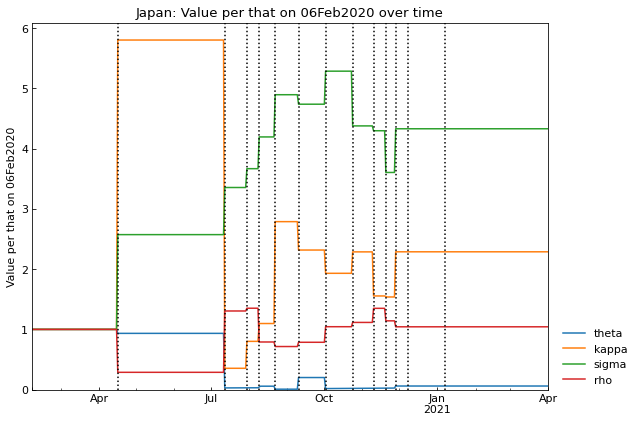 Japan: Value per that on 06Feb2020 over time
Value per that on 06Feb2020
6
5
4
3
2
1
0
Apr
Jul
Oct
Jan
2021
Apr
theta
kappa
sigma
rho